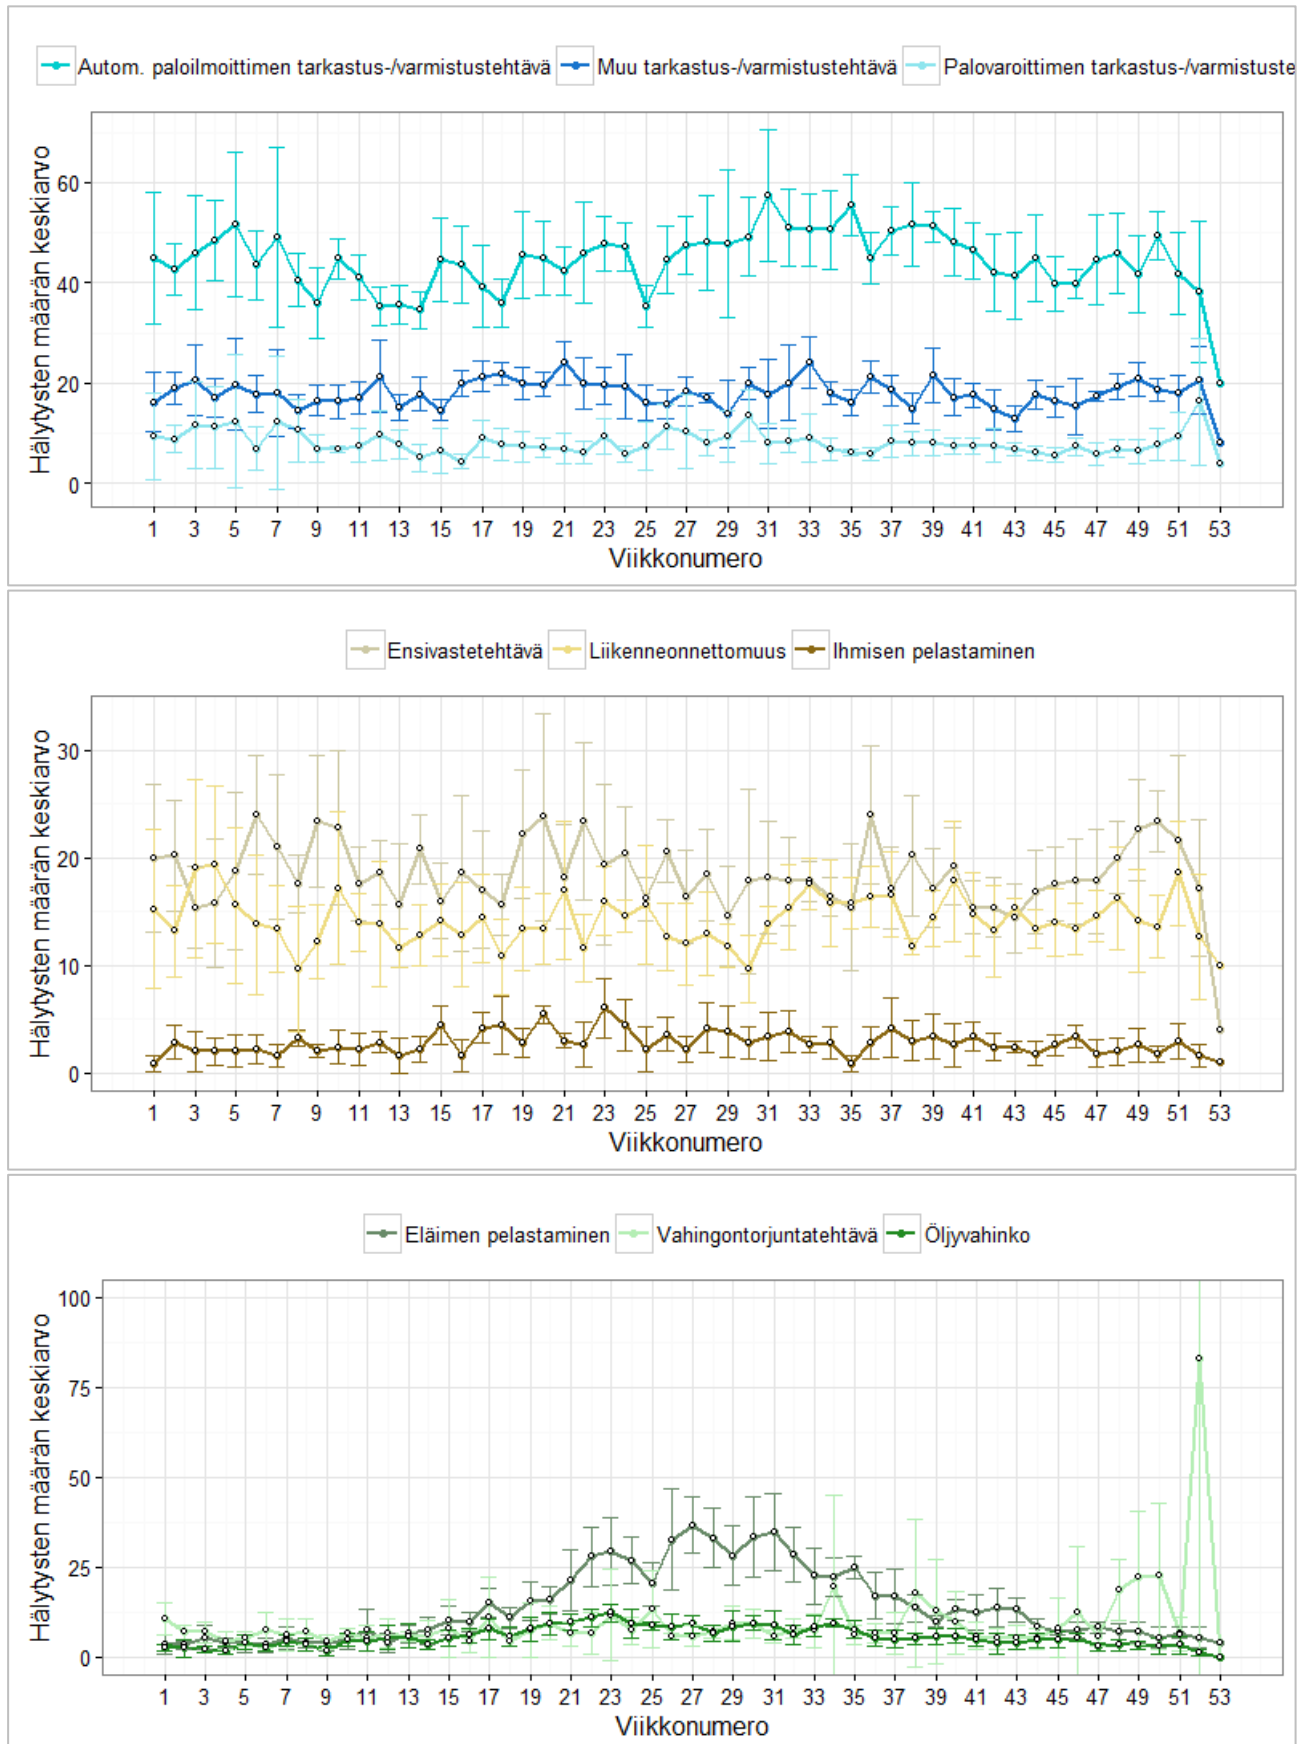 Autom. paloilmoittimen tarkastus-/varmistustehtävä Muu tarkastus-/varmistustehtävä Palovaroittimen tarkastus-/varmistuste
Hälytysten määrän keskiarvo
60
40
20
0
1 3 5 7 9 11 13 15 17 19 21 23 25 27 29 31 33 35 37 39 41 43 45 47 49 51 53
Viikkonumero
Ensivastetehtävä Liikenneonnettomuus Ihmisen pelastaminen
Hälytysten määrän keskiarvo
30
20
10
0
1 3 5 7 9 11 13 15 17 19 21 23 25 27 29 31 33 35 37 39 41 43 45 47 49 51 53
Viikkonumero
Eläimen pelastaminen Vahingontorjuntatehtävä Öljyvahinko
Hälytysten määrän keskiarvo
100
75
50
25
0
1 3 5 7 9 11 13 15 17 19 21 23 25 27 29 31 33 35 37 39 41 43 45 47 49 51 53
Viikkonumero